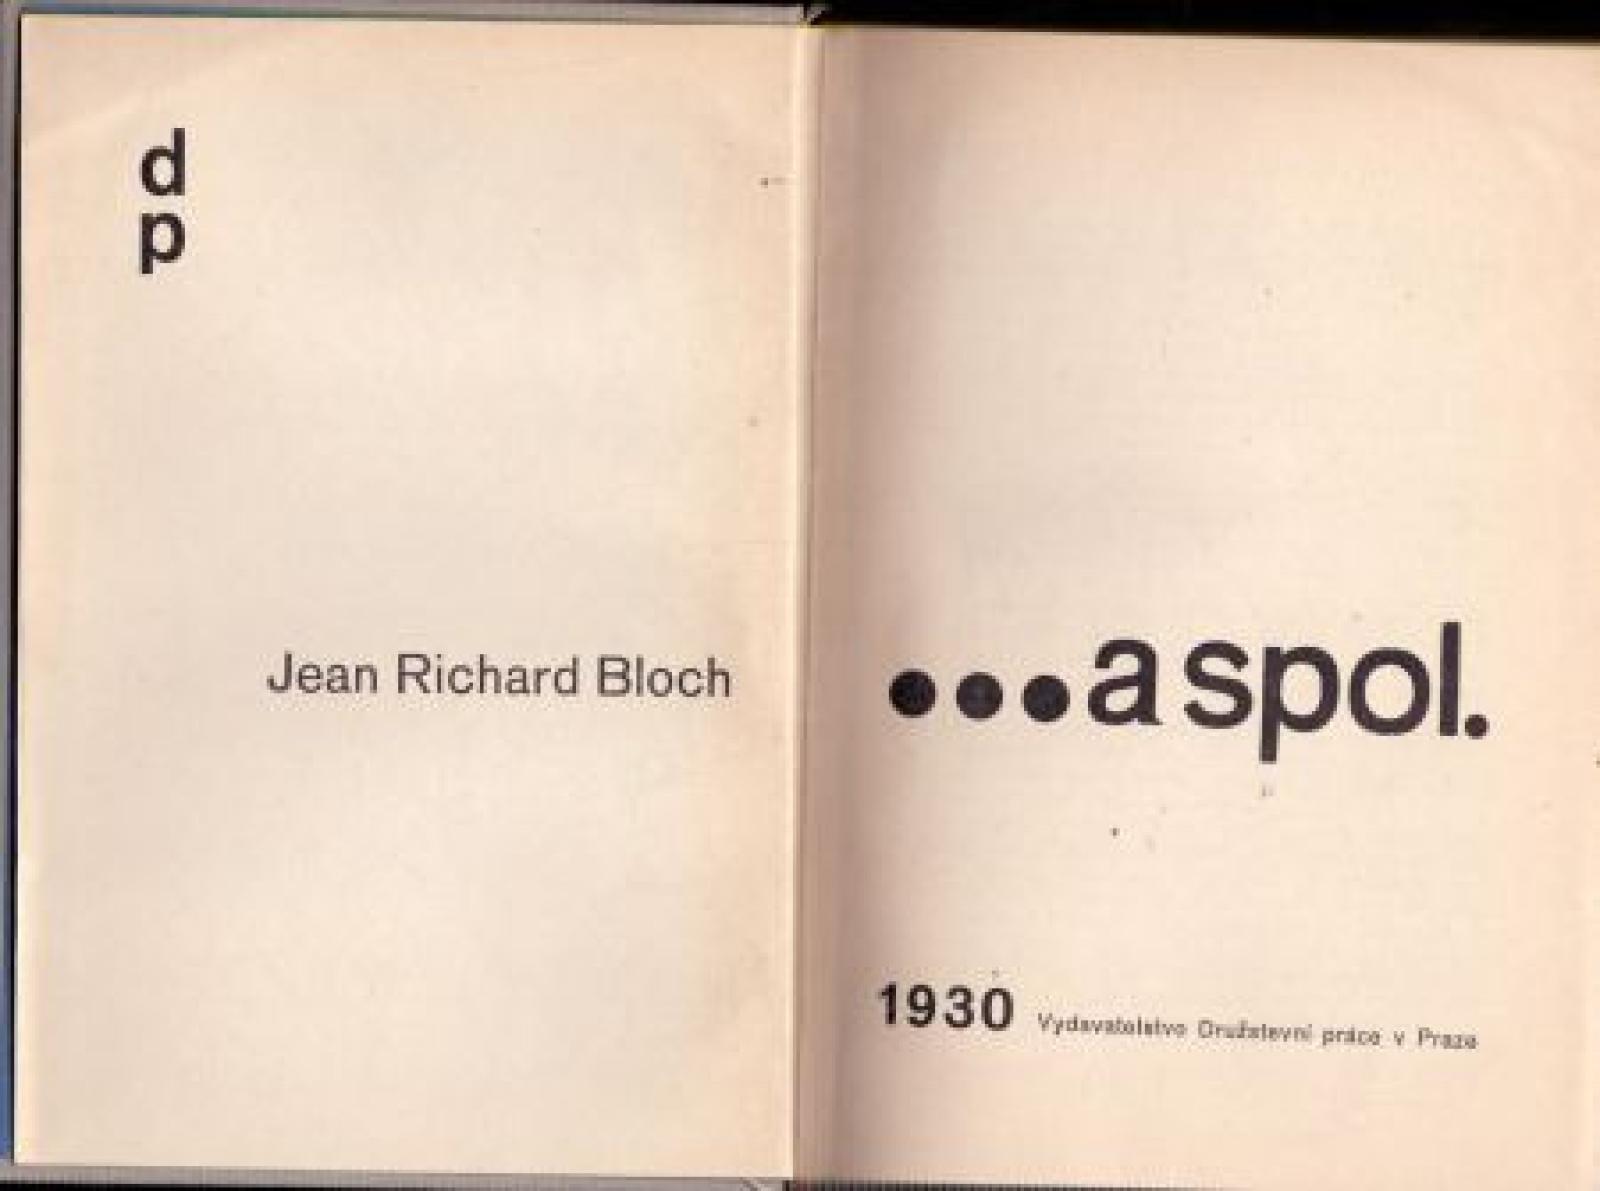 d
p
Jean Richard Bloch
...a spol.
1930 Vydavatelstvo Družstevní práce v Praze